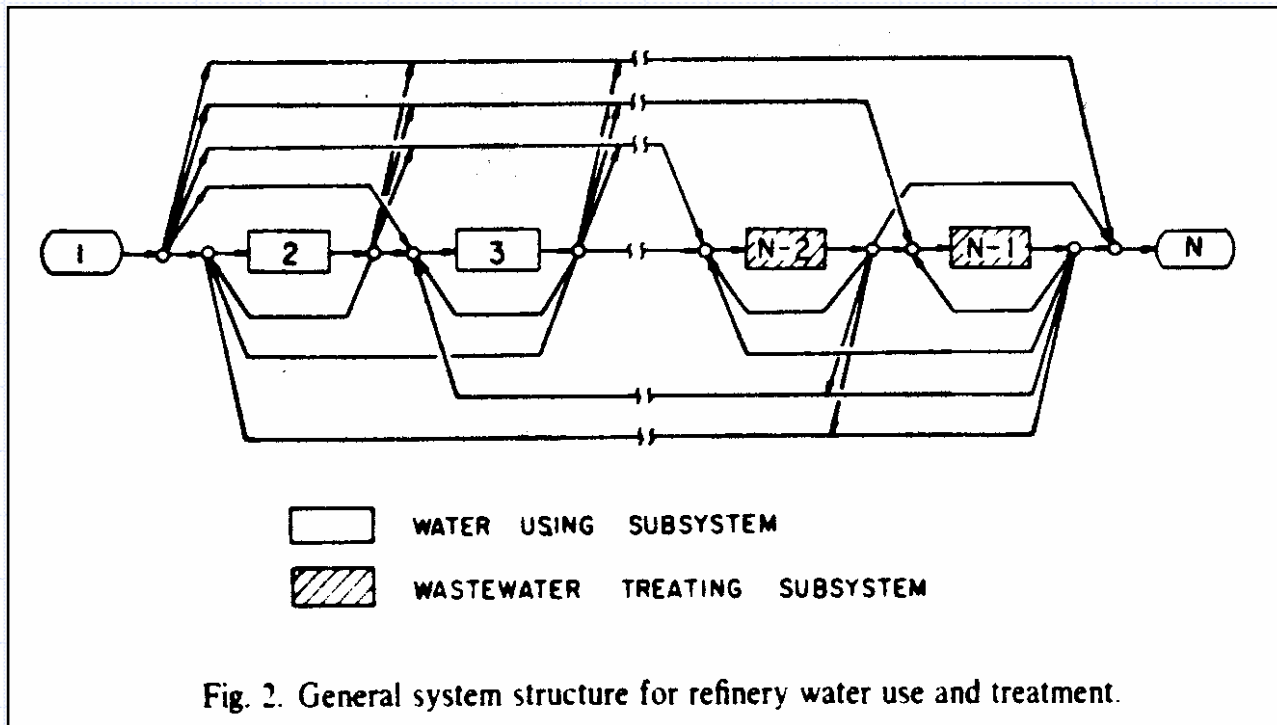 1
2
3
N-2
N-1
N
WATER USING SUBSYSTEM
WASTEWATER TREATING SUBSYSTEM
Fig. 2. General system structure for refinery water use and treatment.